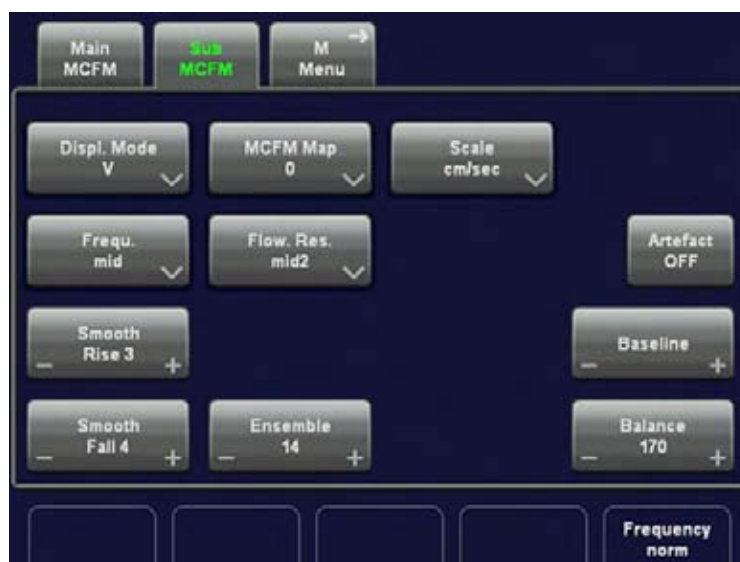 Main
MCFM
Sub
MCFM
M
Menu
Displ. Mode
V
MCFM Map
0
Scale
cm/sec
Frequ.
mid
Flow. Res.
mid2
Artefact
OFF
Smooth
Rise 3
- +
Baseline
- +
Smooth
Fall 4
- +
Ensemble
14
- +
Balance
170
- +
Frequency
norm